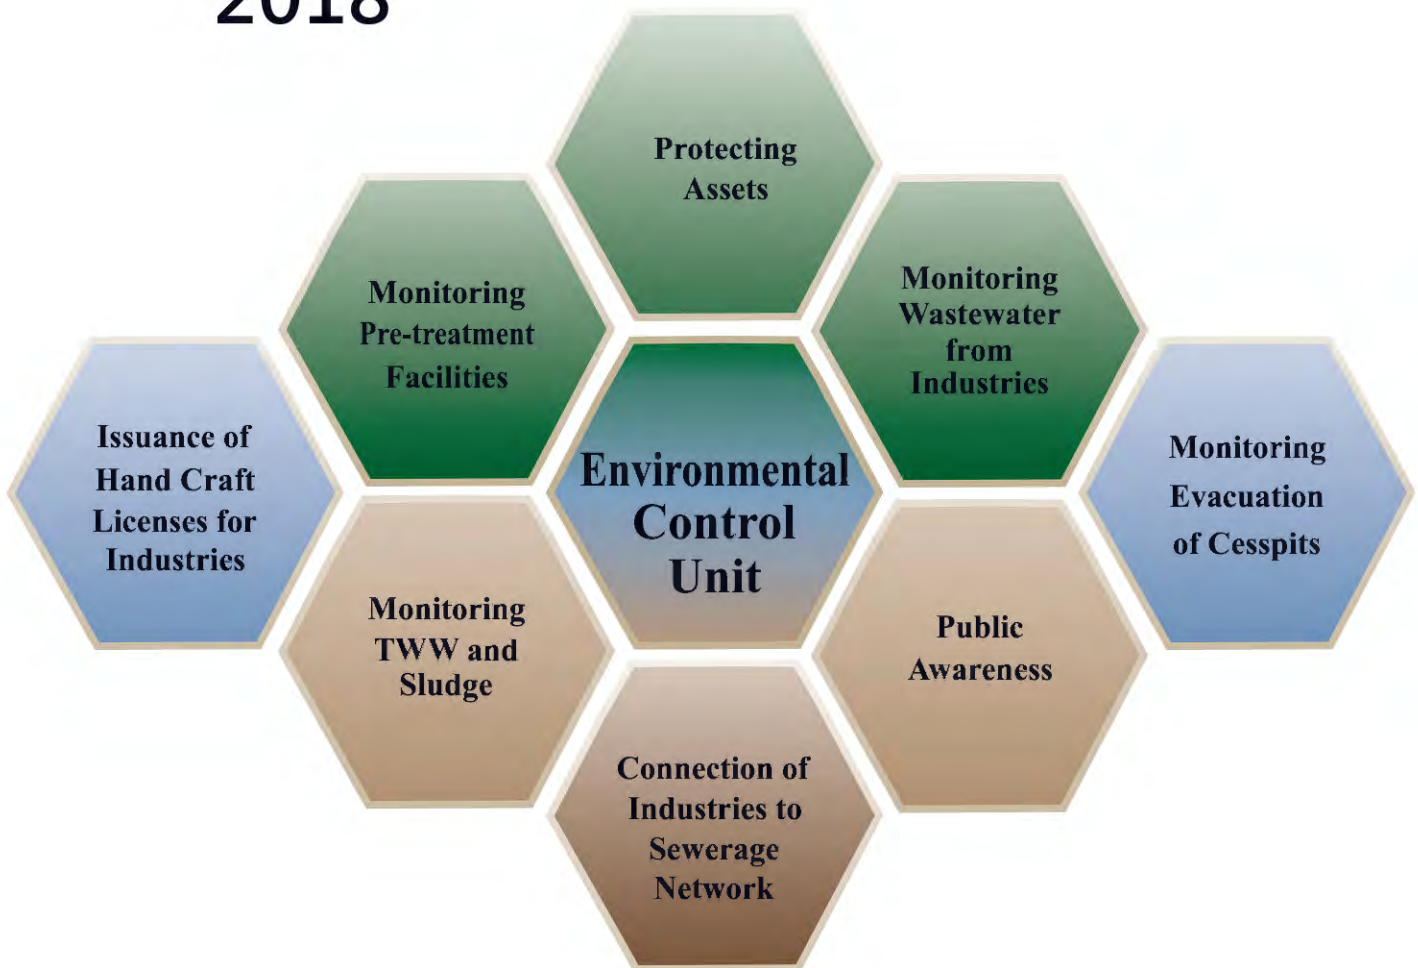 2018
Protecting
Assets
Monitoring
Pre-treatment
Facilities
Monitoring
Wastewater
from
Industries
Issuance of
Hand Craft
Licenses for
Industries
Environmental
Control
Unit
Monitoring
Evacuation
of Cesspits
Monitoring
TWW and
Sludge
Public
Awareness
Connection of
Industries to
Sewerage
Network